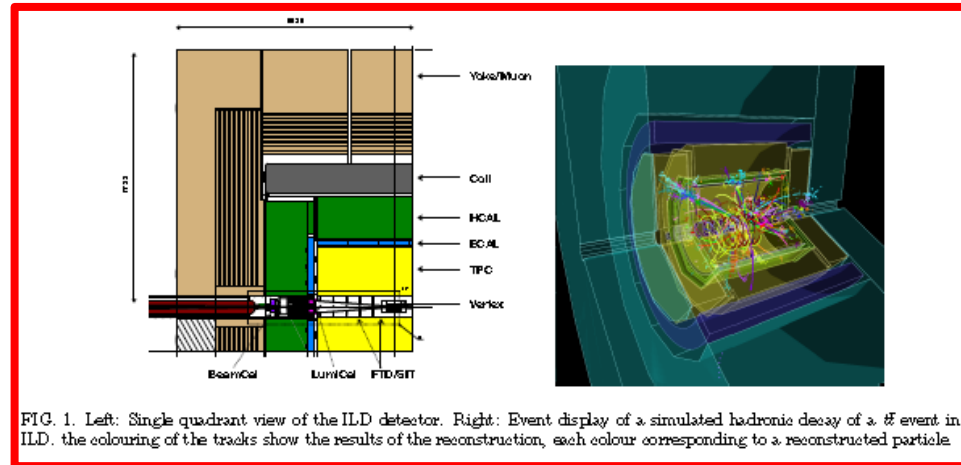 Yoke/Muon
Coil
HCAL
ECAL
TPC
Vertex
BeamCal LumiCal FTD/SIT
FIG. 1. Left: Single quadrant view of the ILD detector. Right: Event display of a simulated hadronic decay of a tt̄ event in
ILD. the colouring of the tracks show the results of the reconstruction, each colour corresponding to a reconstructed particle